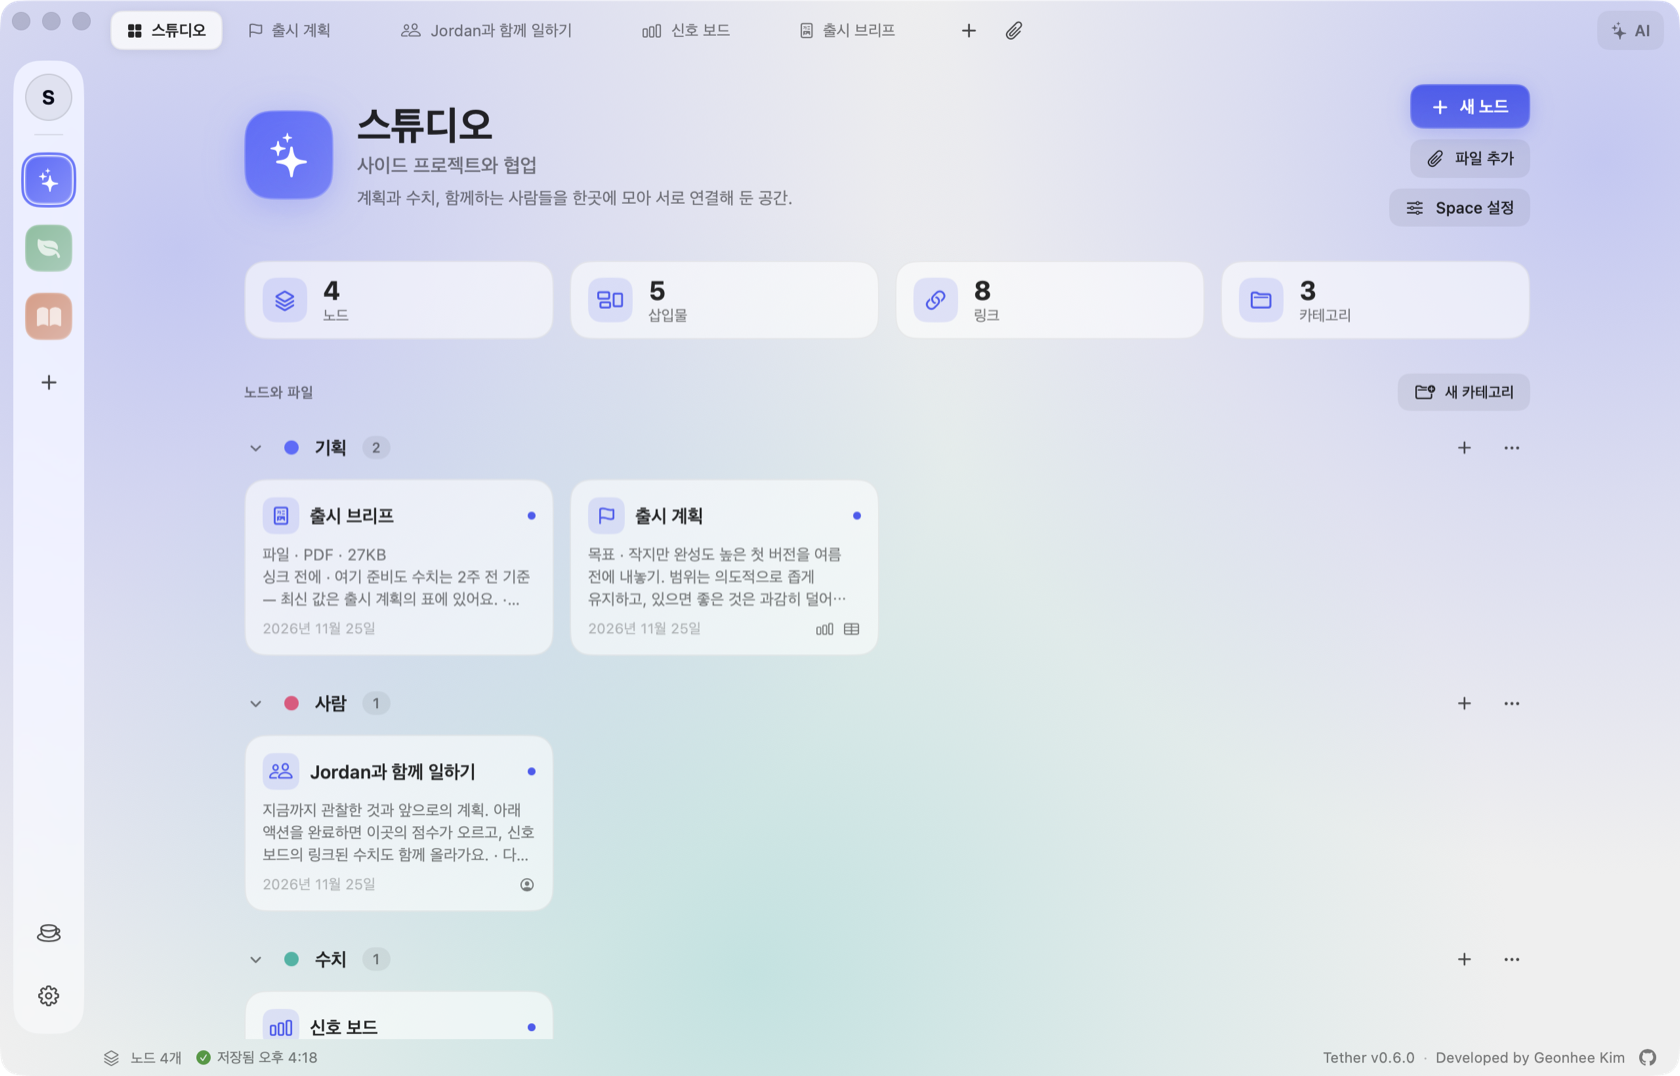 스튜디오
출시 계획
Jordan과 함께 일하기
신호 보드
출시 브리프
AI
S
스튜디오
사이드 프로젝트와 협업
계획과 수치, 함께하는 사람들을 한곳에 모아 서로 연결해 둔 공간.
새 노드
파일 추가
Space 설정
4
노드
5
삽입물
8
링크
3
카테고리
노드와 파일
새 카테고리
기획 2
출시 브리프
파일 · PDF · 27KB
싱크 전에 · 여기 준비도 수치는 2주 전 기준
— 최신 값은 출시 계획의 표에 있어요. ·...
2026년 11월 25일
출시 계획
목표 · 작지만 완성도 높은 첫 버전을 여름
전에 내놓기. 범위는 의도적으로 좁게
유지하고, 있으면 좋은 것은 과감히 덜어...
2026년 11월 25일
사람 1
Jordan과 함께 일하기
지금까지 관찰한 것과 앞으로의 계획. 아래
액션을 완료하면 이곳의 점수가 오르고, 신호
보드의 링크된 수치도 함께 올라가요. · 다...
2026년 11월 25일
수치 1
신호 보드
노드 4개
저장됨 오후 4:18
Tether v0.6.0 · Developed by Geonhee Kim